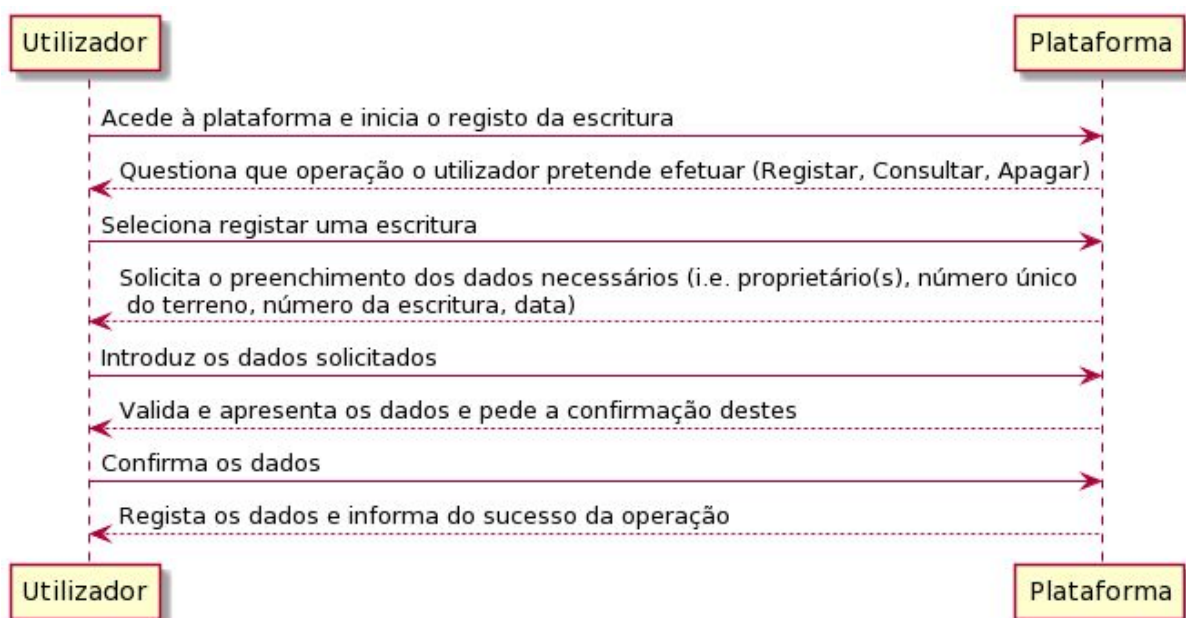 Utilizador
Plataforma
Acede à plataforma e inicia o registo da escritura
Questiona que operação o utilizador pretende efetuar (Registar, Consultar, Apagar)
Seleciona registar uma escritura
Solicita o preenchimento dos dados necessários (i.e. proprietário(s), número único
do terreno, número da escritura, data)
Introduz os dados solicitados
Valida e apresenta os dados e pede a confirmação destes
Confirma os dados
Regista os dados e informa do sucesso da operação
Utilizador
Plataforma